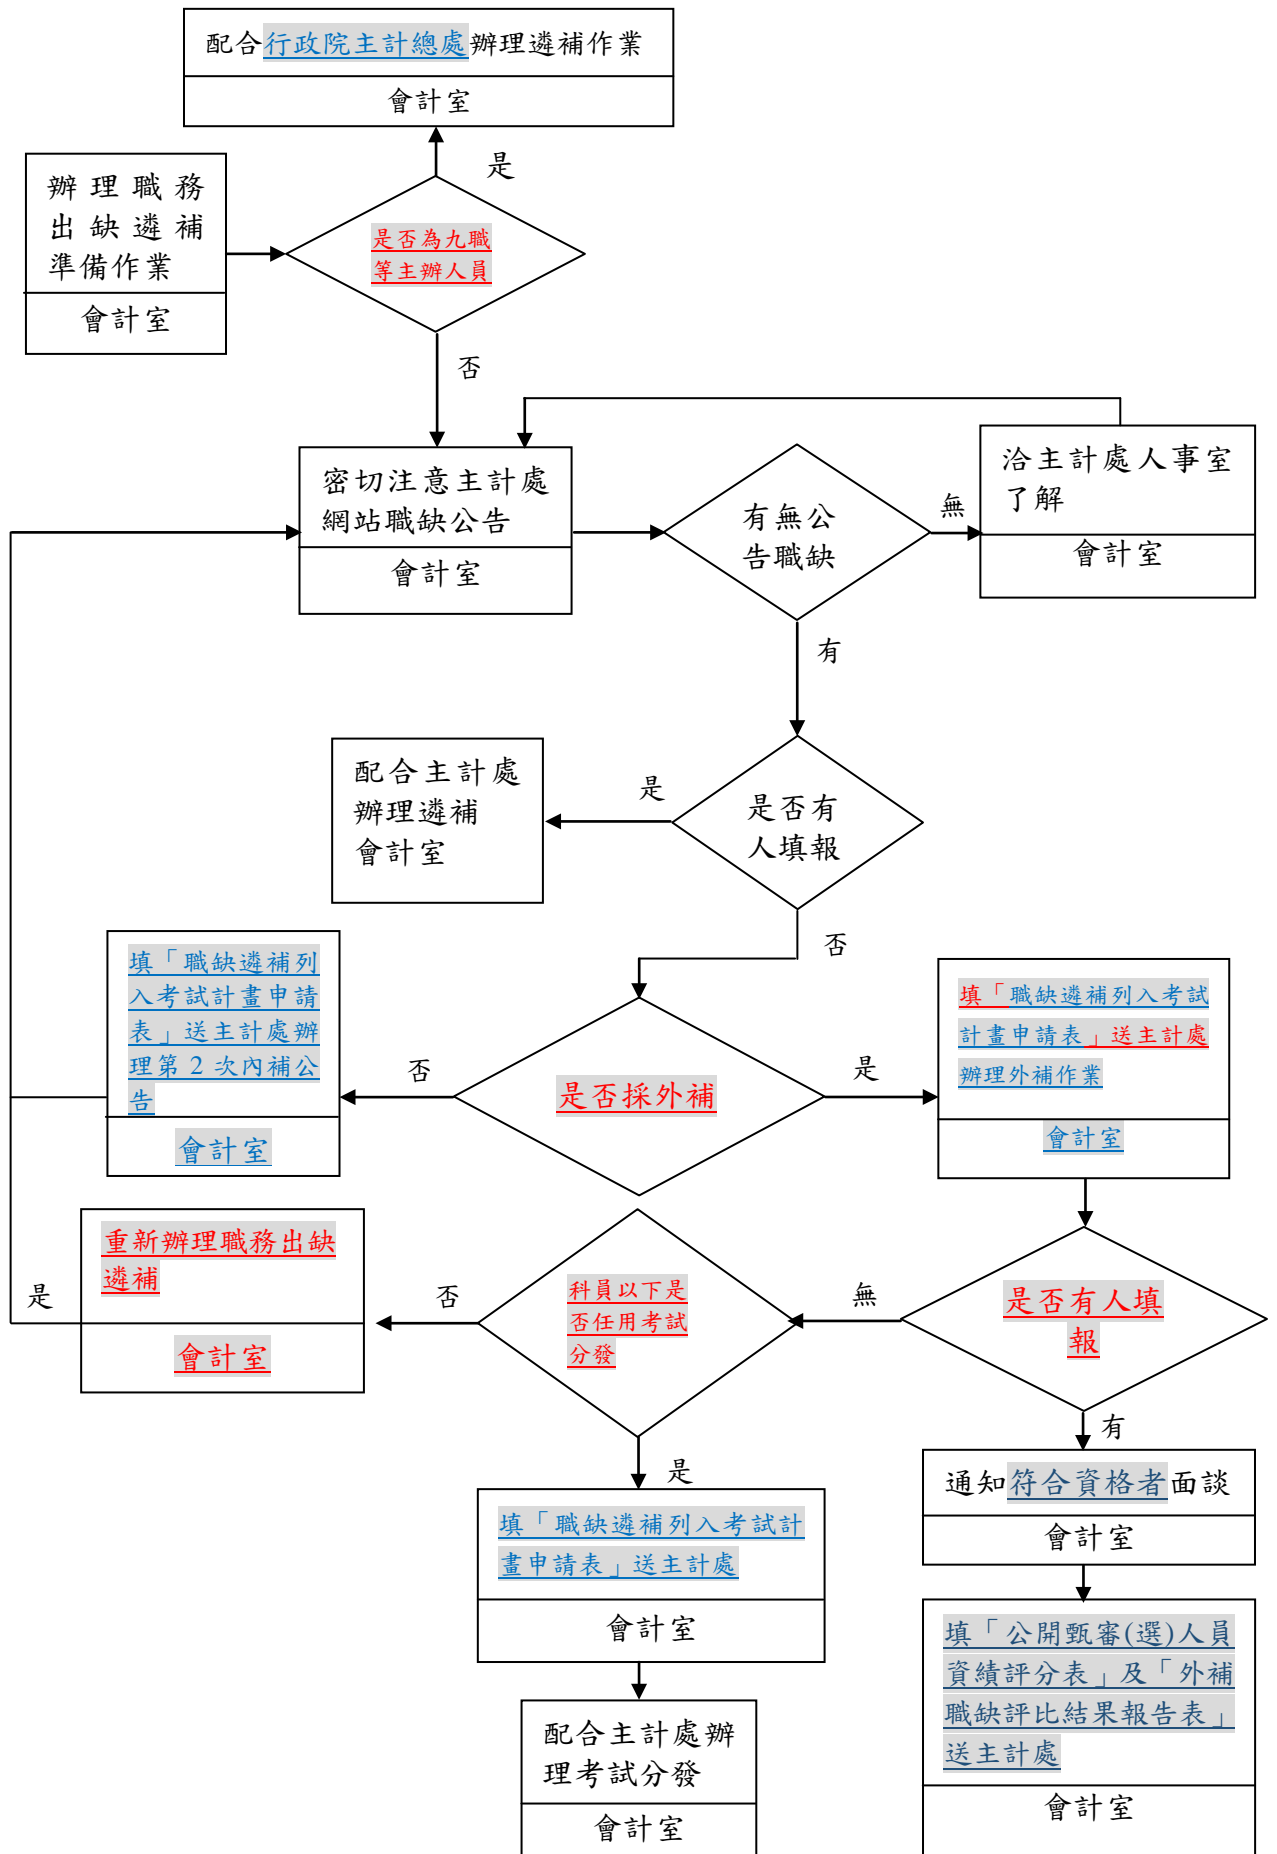 配合行政院主計總處辦理遴補作業
會計室
是
辦理職務
出缺遴補
準備作業
會計室
是否為九職
等主辦人員
否
密切注意主計處
網站職缺公告
會計室
有無公
告職缺
無
洽主計處人事室
了解
會計室
有
配合主計處
辦理遴補
會計室
是
是否有
人填報
否
填「職缺遴補列
入考試計畫申請
表」送主計處辦
理第 2 次內補公
告
會計室
否
是否採外補
是
填「職缺遴補列入考試
計畫申請表」送主計處
辦理外補作業
會計室
是
重新辦理職務出缺
遴補
會計室
否
科員以下是
否任用考試
分發
無
是否有人填
報
有
是
填「職缺遴補列入考試計
畫申請表」送主計處
會計室
通知符合資格者面談
會計室
配合主計處辦
理考試分發
會計室
填「公開甄審(選)人員
資績評分表」及「外補
職缺評比結果報告表」
送主計處
會計室